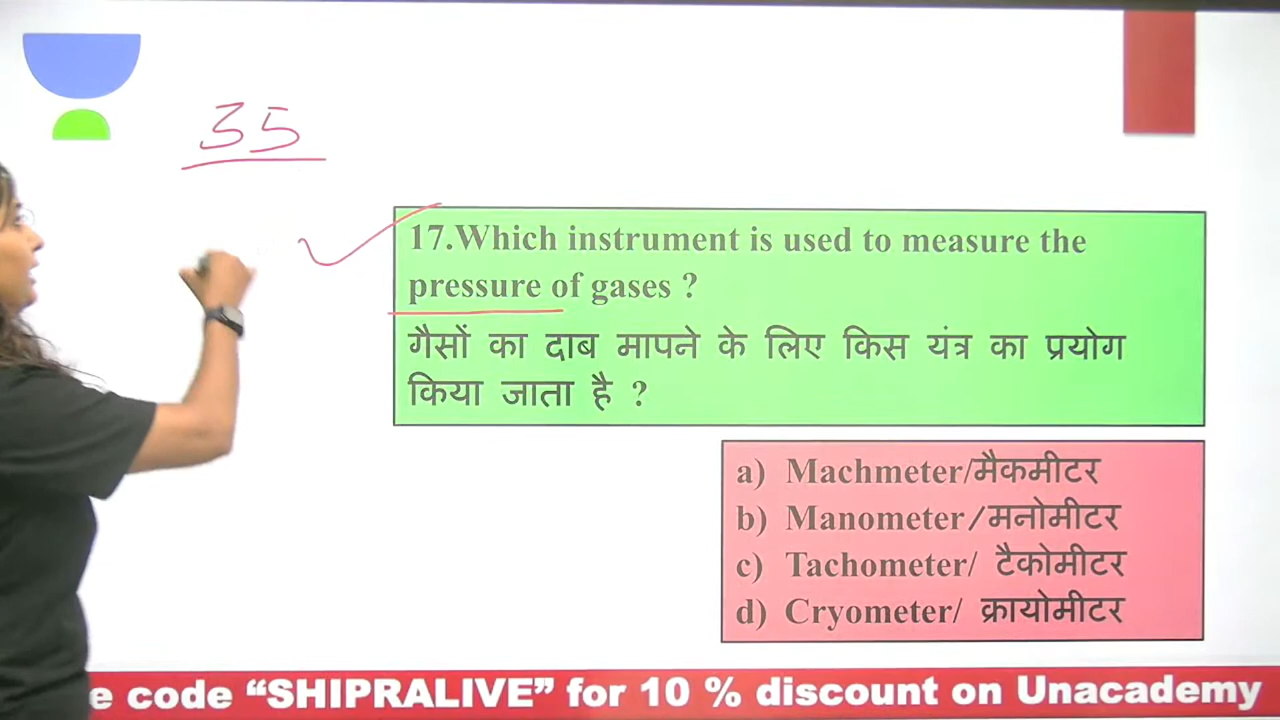 35
17.Which instrument is used to measure the
pressure of gases ?
गैसों का दाब मापने के लिए किस यंत्र का प्रयोग
किया जाता है ?
a) Machmeter/मैकमीटर
b) Manometer/मनोमीटर
c) Tachometer/ टैकोमीटर
d) Cryometer/ क्रायोमीटर
e code “SHIPRALIVE” for 10 % discount on Unacademy